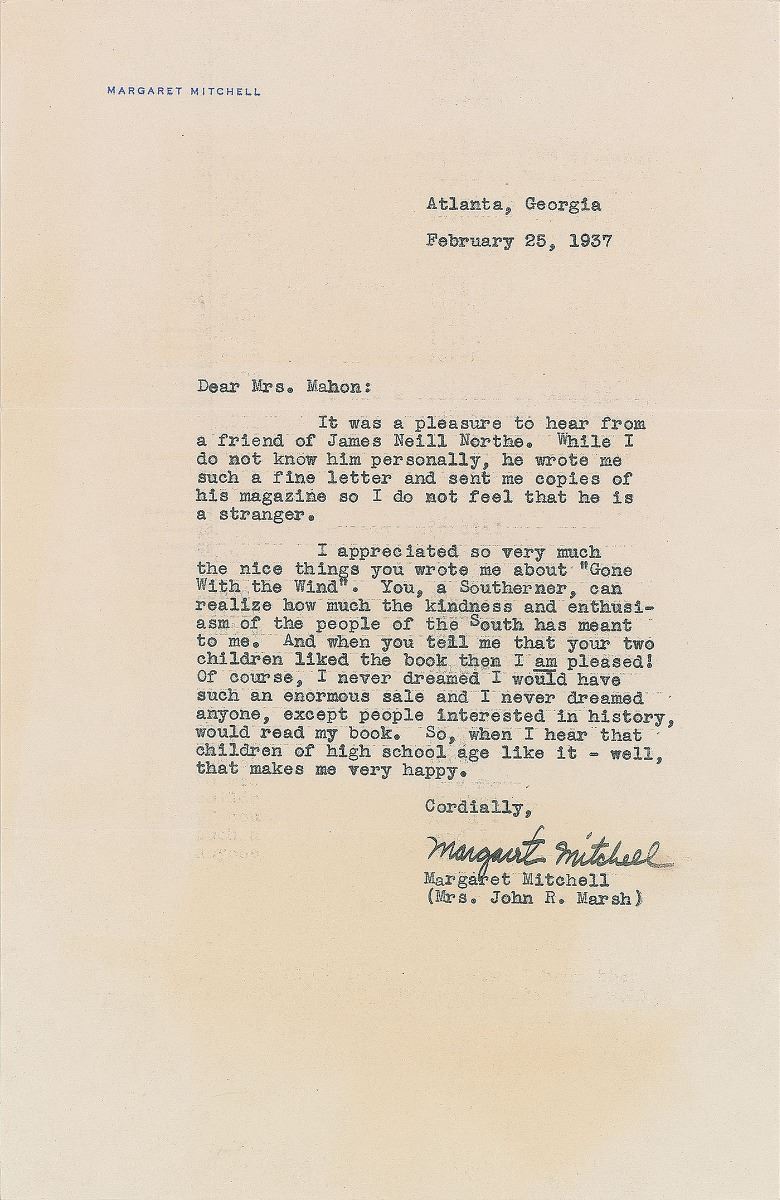 MARGARET MITCHELL
Atlanta, Georgia
February 25, 1937
Dear Mrs. Mahon:
It was a pleasure to hear from
a friend of James Neill Northe. While I
do not know him personally, he wrote me
such a fine letter and sent me copies of
his magazine so I do not feel that he is
a stranger.
I appreciated so very much
the nice things you wrote me about "Gone
With the Wind". You, a Southerner, can
realize how much the kindness and enthusi-
asm of the people of the South has meant
to me. And when you tell me that your two
children liked the book then I am pleased!
Of course, I never dreamed I would have
such an enormous sale and I never dreamed
anyone, except people interested in history,
would read my book. So, when I hear that
children of high school age like it - well,
that makes me very happy.
Cordially,
Margaret Mitchell
Margaret Mitchell
(Mrs. John R. Marsh)